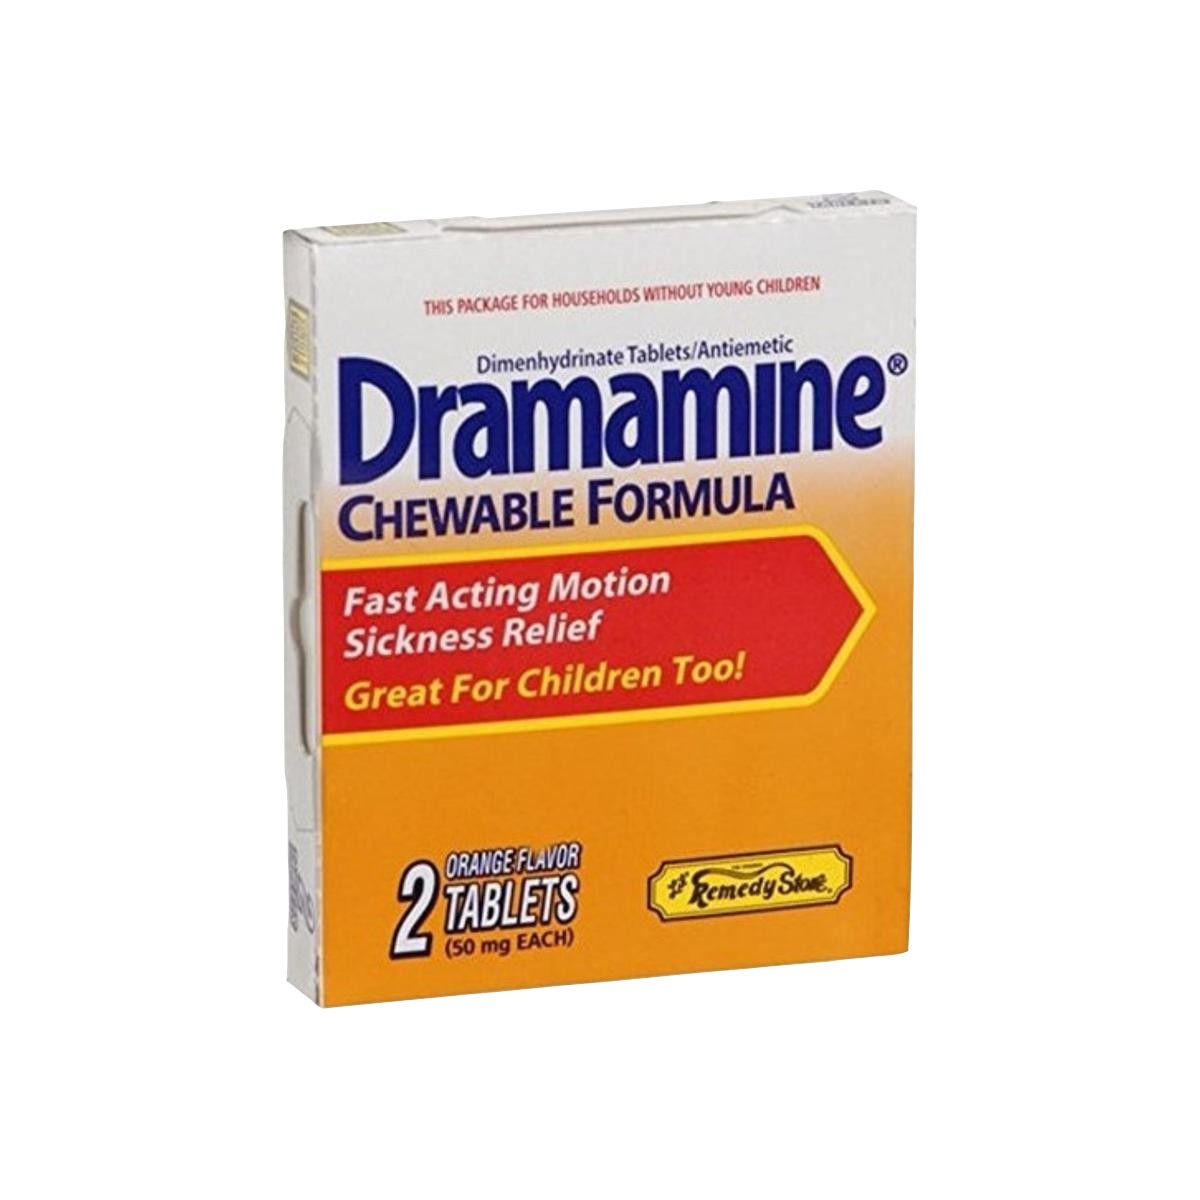 THIS PACKAGE FOR HOUSEHOLDS WITHOUT YOUNG CHILDREN
Dimenhydrinate Tablets/Antiemetic
Dramamine®
CHEWABLE FORMULA
Fast Acting Motion
Sickness Relief
Great For Children Too!
2 ORANGE FLAVOR
TABLETS
(50 mg EACH)
Remedy Store